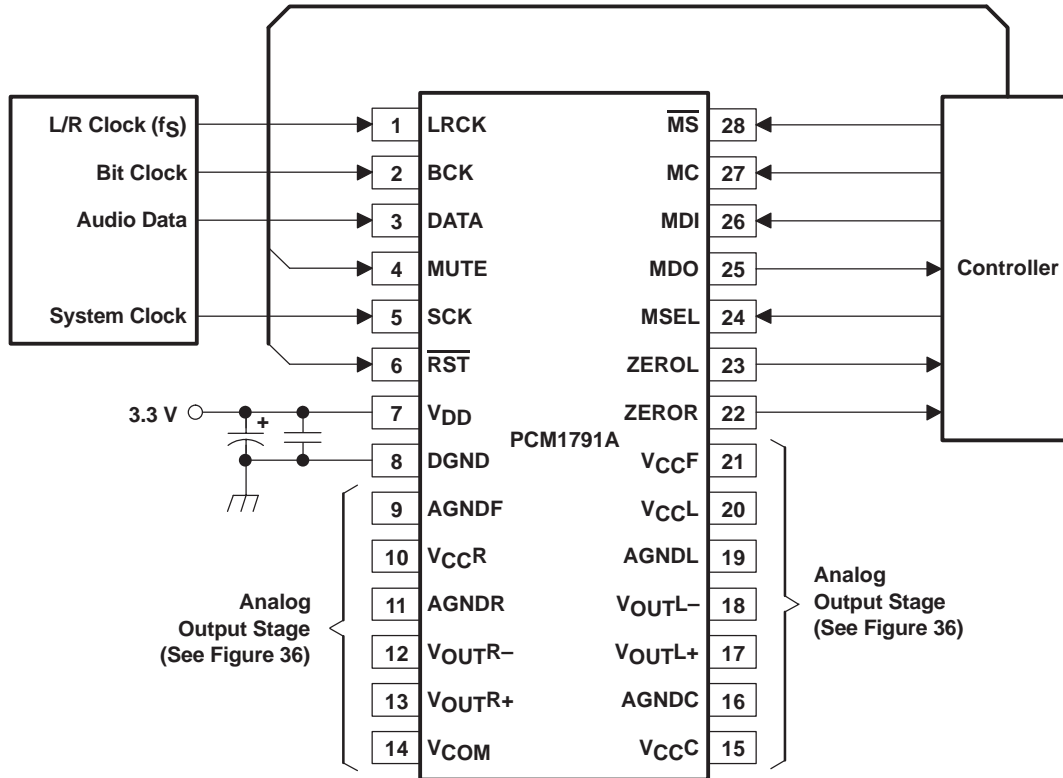 L/R Clock (fS)
Bit Clock
Audio Data
System Clock
3.3 V
+
1 LRCK
2 BCK
3 DATA
4 MUTE
5 SCK
6 R̅S̅T̅
7 VDD
8 DGND
9 AGNDF
10 VCCR
11 AGNDR
12 VOUTR–
13 VOUTR+
14 VCOM
Analog
Output Stage
(See Figure 36)
PCM1791A
M̅S̅ 28
MC 27
MDI 26
MDO 25
MSEL 24
ZEROL 23
ZEROR 22
VCCF 21
VCCL 20
AGNDL 19
VOUTL– 18
VOUTL+ 17
AGNDC 16
VCCC 15
Controller
Analog
Output Stage
(See Figure 36)